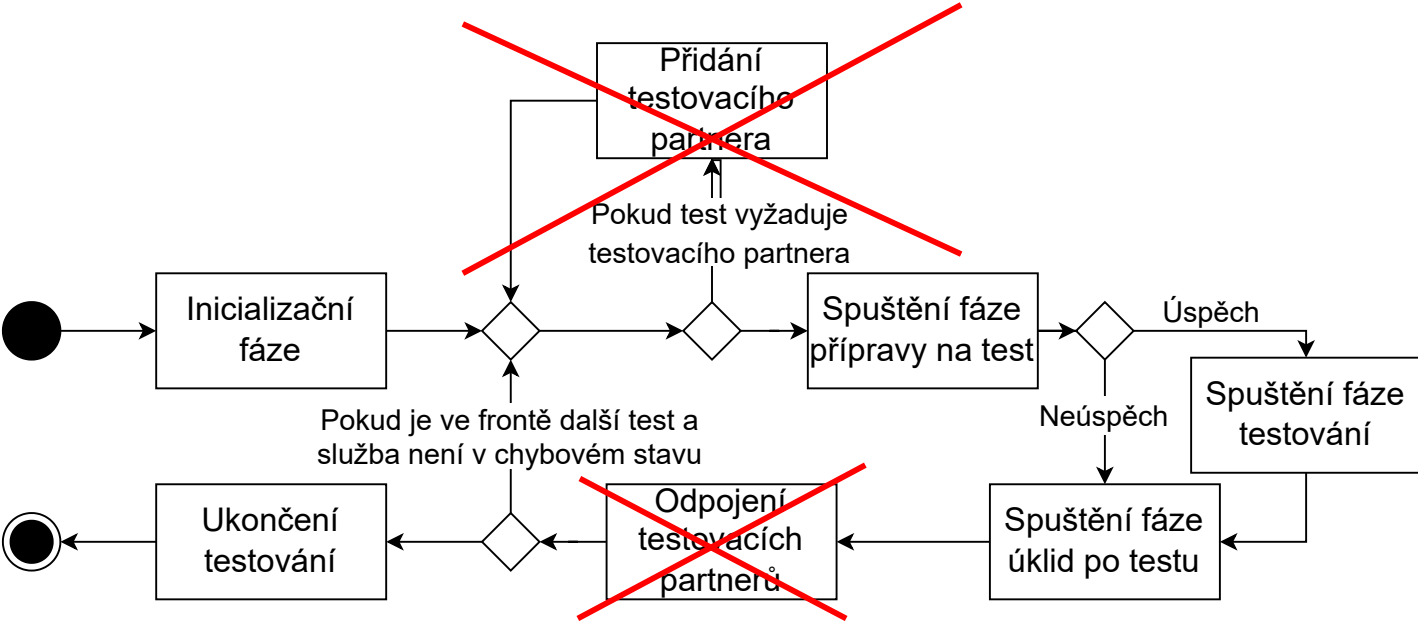 Přidání
testovacího
partnera
Pokud test vyžaduje
testovacího partnera
Inicializační
fáze
Spuštění fáze
přípravy na test
Úspěch
Neúspěch
Spuštění fáze
testování
Pokud je ve frontě další test a
služba není v chybovém stavu
Ukončení
testování
Odpojení
testovacích
partnerů
Spuštění fáze
úklid po testu